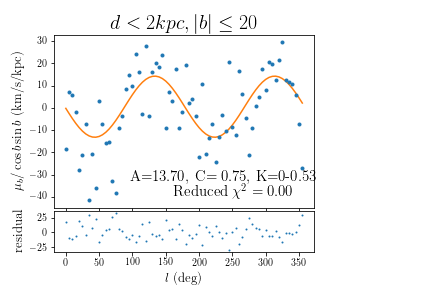 d < 2kpc, |b| ≤ 20
30
20
10
0
−10
−20
−30
−40
μ_b/ cos b sin b (km/s/kpc)
A=13.70, C= 0.75, K=0-0.53
Reduced χ² = 0.00
25
0
−25
residual
0 50 100 150 200 250 300 350
l (deg)